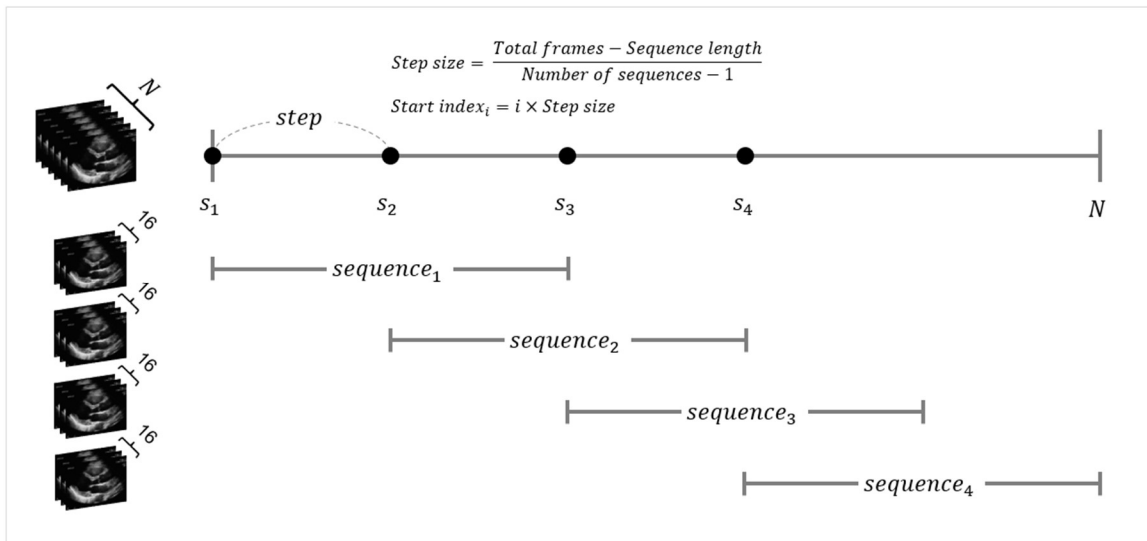 Step size = Total frames − Sequence length / Number of sequences − 1
Start index_i = i × Step size
N
step
s_1 s_2 s_3 s_4 N
16
sequence_1
16
sequence_2
16
sequence_3
16
sequence_4